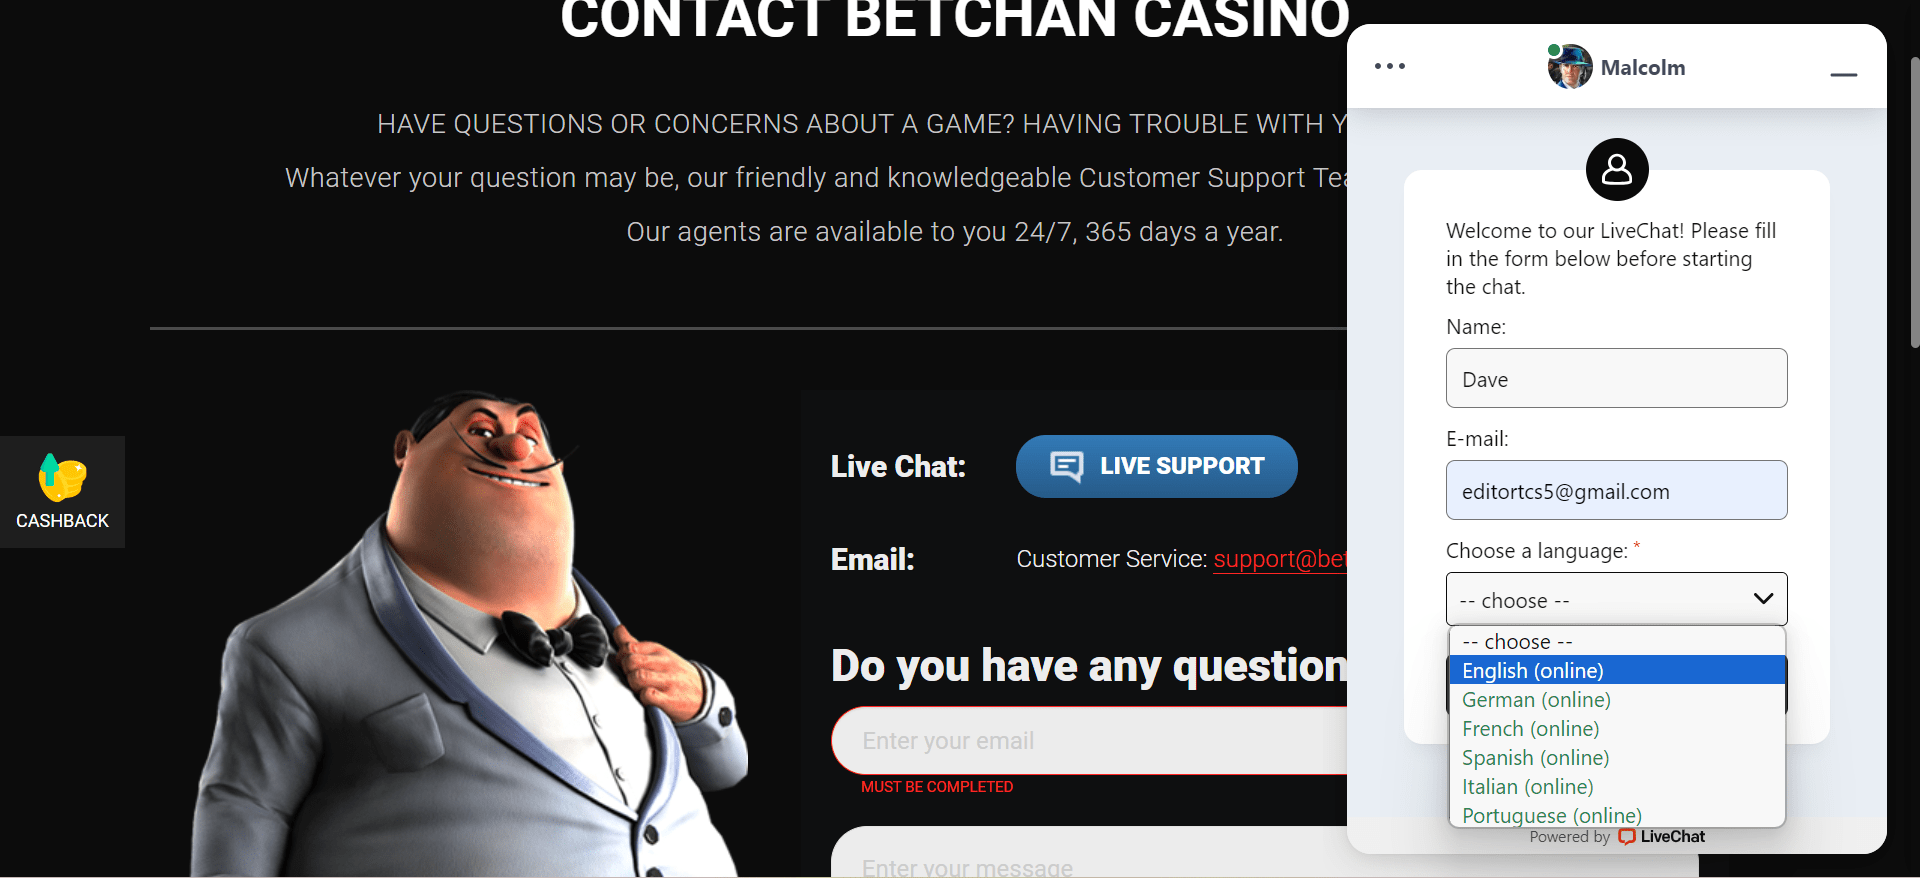 CONTACT BETCHAN CASINO
HAVE QUESTIONS OR CONCERNS ABOUT A GAME? HAVING TROUBLE WITH Y
Whatever your question may be, our friendly and knowledgeable Customer Support Tea
Our agents are available to you 24/7, 365 days a year.
CASHBACK
Live Chat:
LIVE SUPPORT
Email:
Customer Service: support@bet
Do you have any question
Enter your email
MUST BE COMPLETED
Enter your message
Malcolm
Welcome to our LiveChat! Please fill
in the form below before starting
the chat.
Name:
Dave
E-mail:
editortcs5@gmail.com
Choose a language: *
-- choose --
-- choose --
English (online)
German (online)
French (online)
Spanish (online)
Italian (online)
Portuguese (online)
Powered by LiveChat